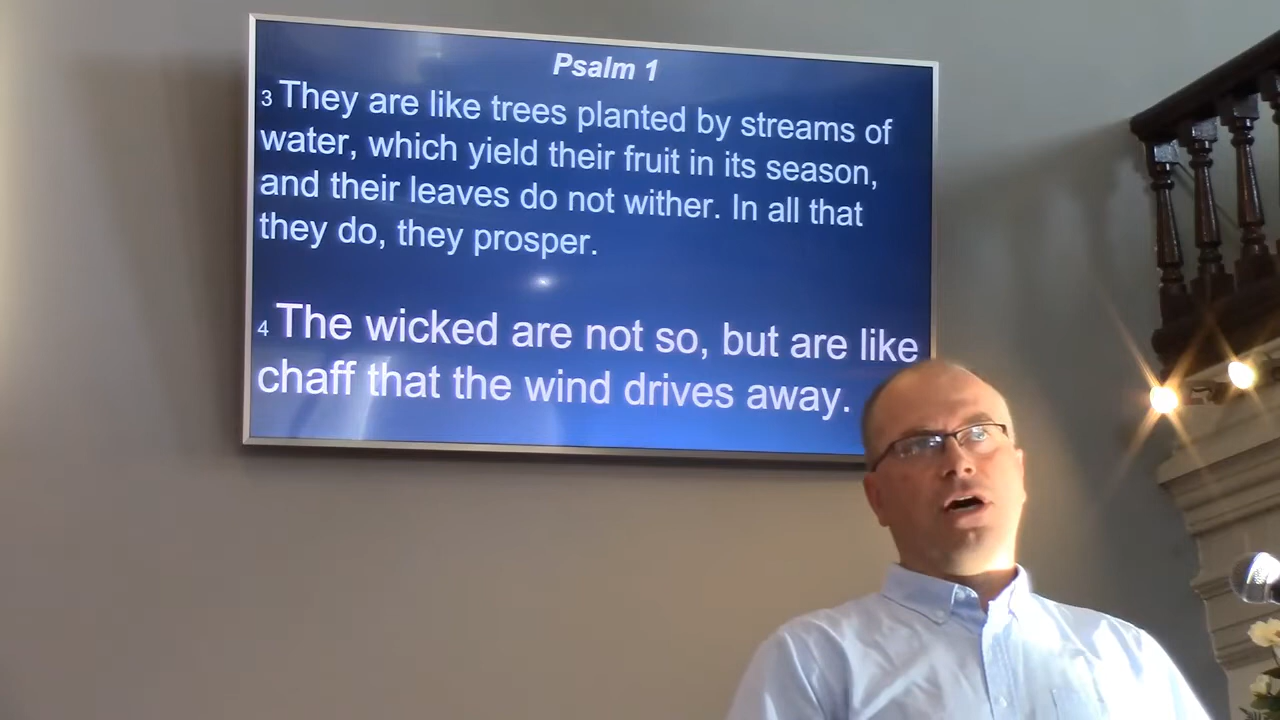 Psalm 1
3 They are like trees planted by streams of
water, which yield their fruit in its season,
and their leaves do not wither. In all that
they do, they prosper.
4 The wicked are not so, but are like
chaff that the wind drives away.